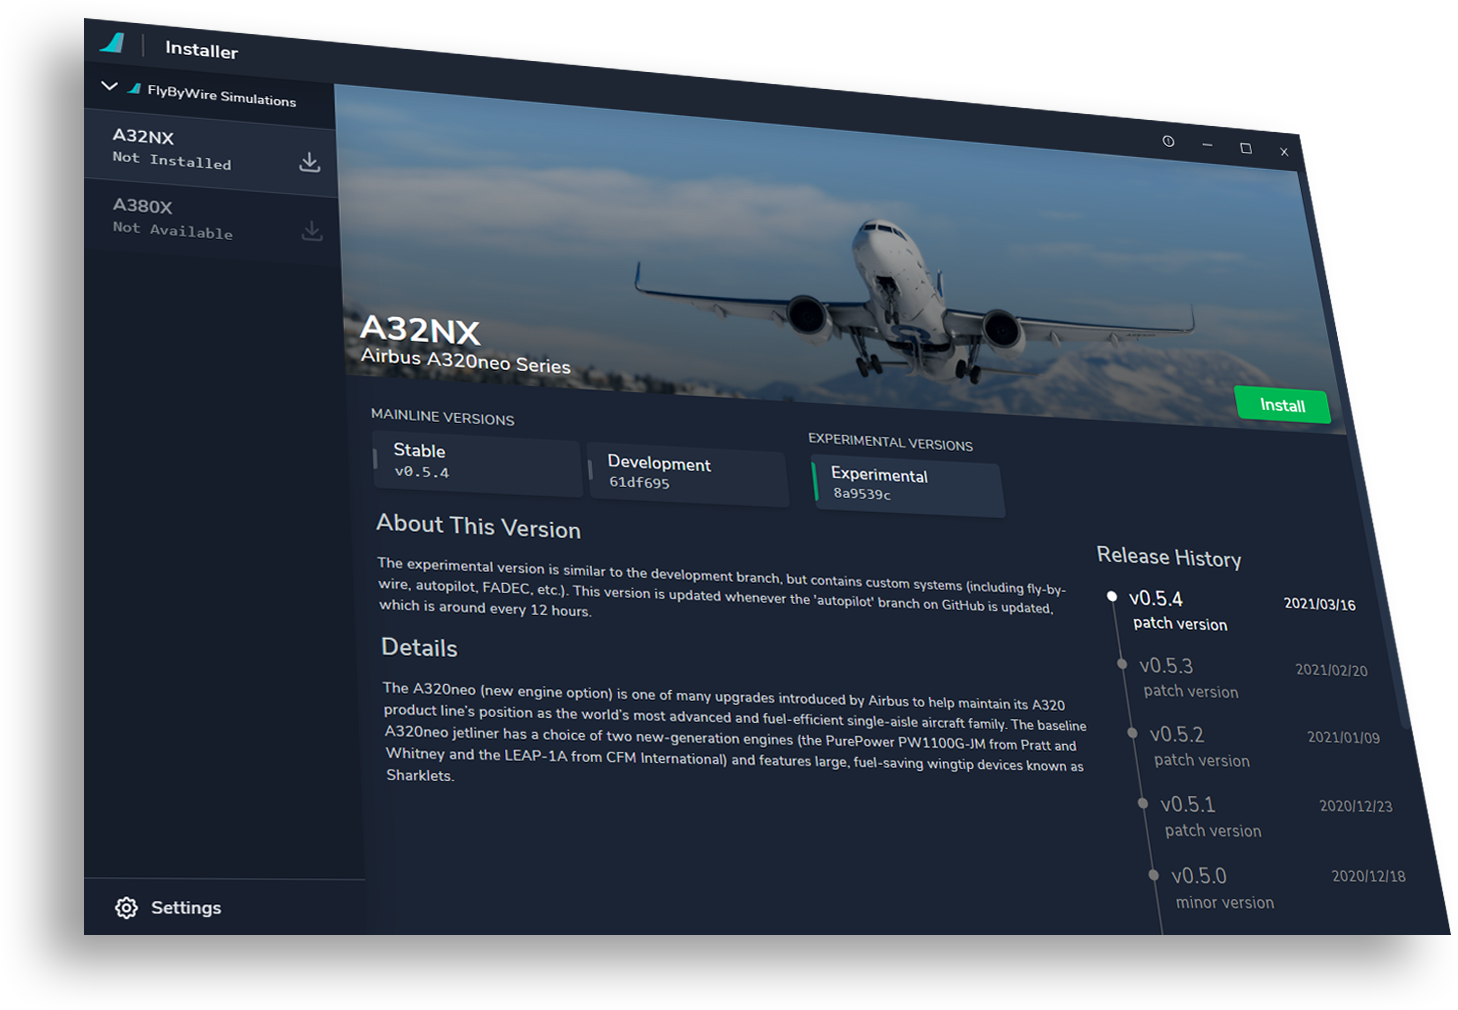 Installer
FlyByWire Simulations
A32NX
Not Installed
A380X
Not Available
Settings
A32NX
Airbus A320neo Series
Install
MAINLINE VERSIONS
Stable
v0.5.4
Development
61df695
EXPERIMENTAL VERSIONS
Experimental
8a9539c
About This Version
The experimental version is similar to the development branch, but contains custom systems (including fly-by-
wire, autopilot, FADEC, etc.). This version is updated whenever the 'autopilot' branch on GitHub is updated,
which is around every 12 hours.
Details
The A320neo (new engine option) is one of many upgrades introduced by Airbus to help maintain its A320
product line's position as the world's most advanced and fuel-efficient single-aisle aircraft family. The baseline
A320neo jetliner has a choice of two new-generation engines (the PurePower PW1100G-JM from Pratt and
Whitney and the LEAP-1A from CFM International) and features large, fuel-saving wingtip devices known as
Sharklets.
Release History
v0.5.4 2021/03/16
patch version
v0.5.3 2021/02/20
patch version
v0.5.2 2021/01/09
patch version
v0.5.1 2020/12/23
patch version
v0.5.0 2020/12/18
minor version